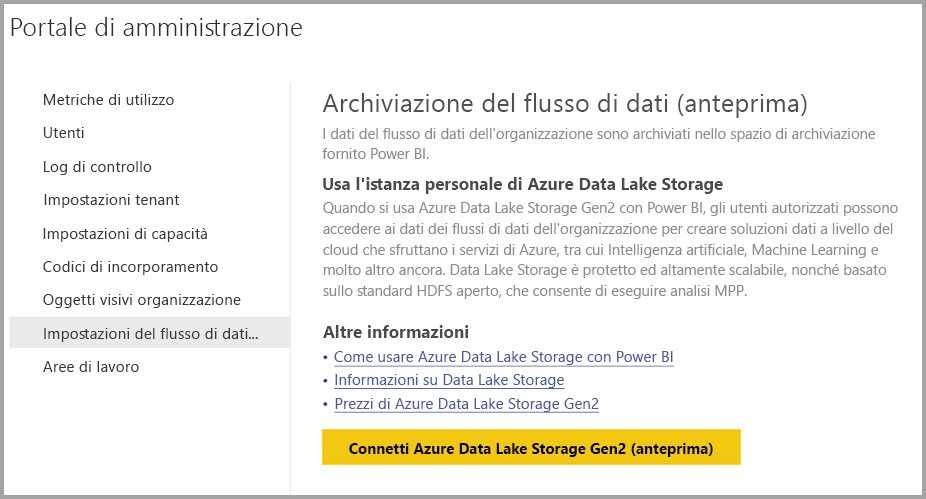 Portale di amministrazione
Metriche di utilizzo
Utenti
Log di controllo
Impostazioni tenant
Impostazioni di capacità
Codici di incorporamento
Oggetti visivi organizzazione
Impostazioni del flusso di dati...
Aree di lavoro
Archiviazione del flusso di dati (anteprima)
I dati del flusso di dati dell'organizzazione sono archiviati nello spazio di archiviazione
fornito Power BI.
Usa l'istanza personale di Azure Data Lake Storage
Quando si usa Azure Data Lake Storage Gen2 con Power BI, gli utenti autorizzati possono
accedere ai dati dei flussi di dati dell'organizzazione per creare soluzioni dati a livello del
cloud che sfruttano i servizi di Azure, tra cui Intelligenza artificiale, Machine Learning e
molto altro ancora. Data Lake Storage è protetto ed altamente scalabile, nonché basato
sullo standard HDFS aperto, che consente di eseguire analisi MPP.
Altre informazioni
• Come usare Azure Data Lake Storage con Power BI
• Informazioni su Data Lake Storage
• Prezzi di Azure Data Lake Storage Gen2
Connetti Azure Data Lake Storage Gen2 (anteprima)